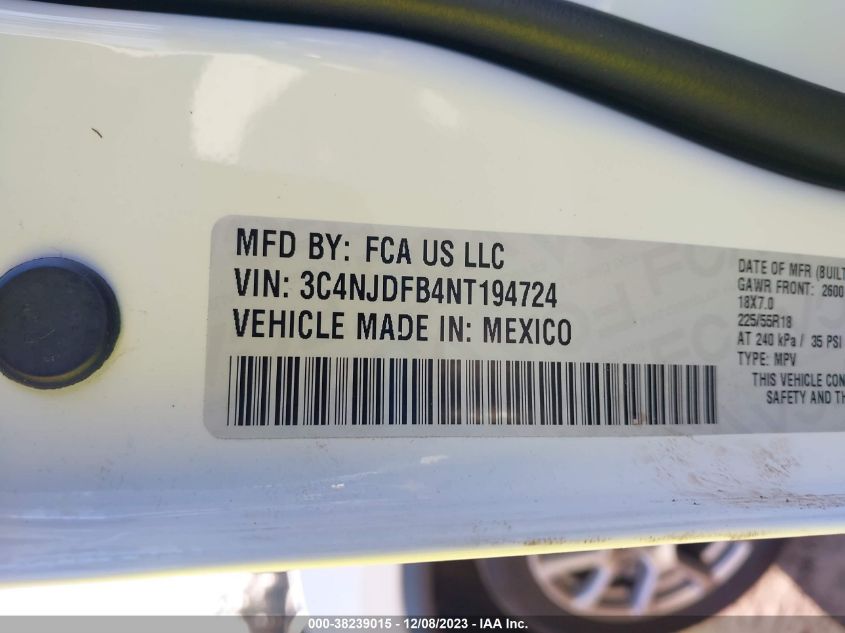 MFD BY: FCA US LLC
VIN: 3C4NJDFB4NT194724
VEHICLE MADE IN: MEXICO
DATE OF MFR (BUILT
GAWR FRONT: 2600
18X7.0
225/55R18
AT 240 kPa / 35 PSI
TYPE: MPV
THIS VEHICLE CON
SAFETY AND TH
000-38239015 - 12/08/2023 - IAA Inc.